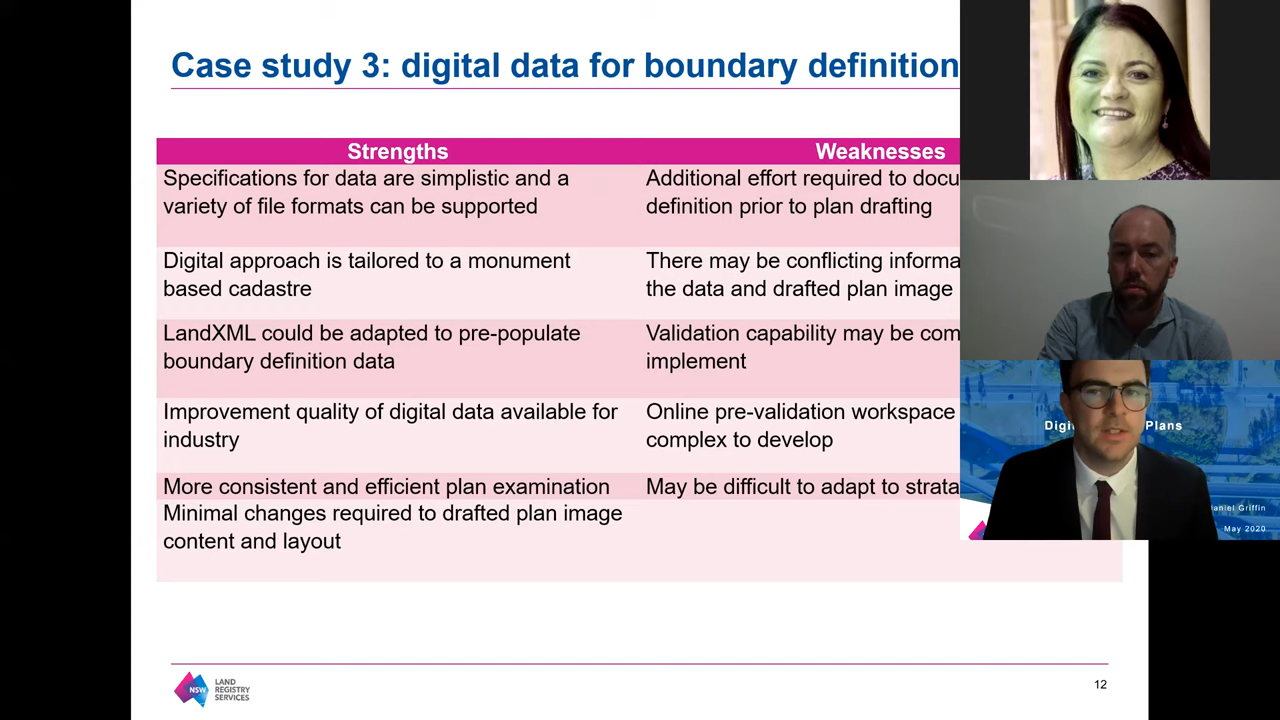 Case study 3: digital data for boundary definition
Strengths
Weaknesses
Specifications for data are simplistic and a
variety of file formats can be supported
Additional effort required to docu
definition prior to plan drafting
Digital approach is tailored to a monument
based cadastre
There may be conflicting informa
the data and drafted plan image
LandXML could be adapted to pre-populate
boundary definition data
Validation capability may be com
implement
Improvement quality of digital data available for
industry
Online pre-validation workspace
complex to develop
More consistent and efficient plan examination
May be difficult to adapt to strata
Minimal changes required to drafted plan image
content and layout
Digi Plans
aniel Griffin
May 2020
NSW
LAND
REGISTRY
SERVICES
12